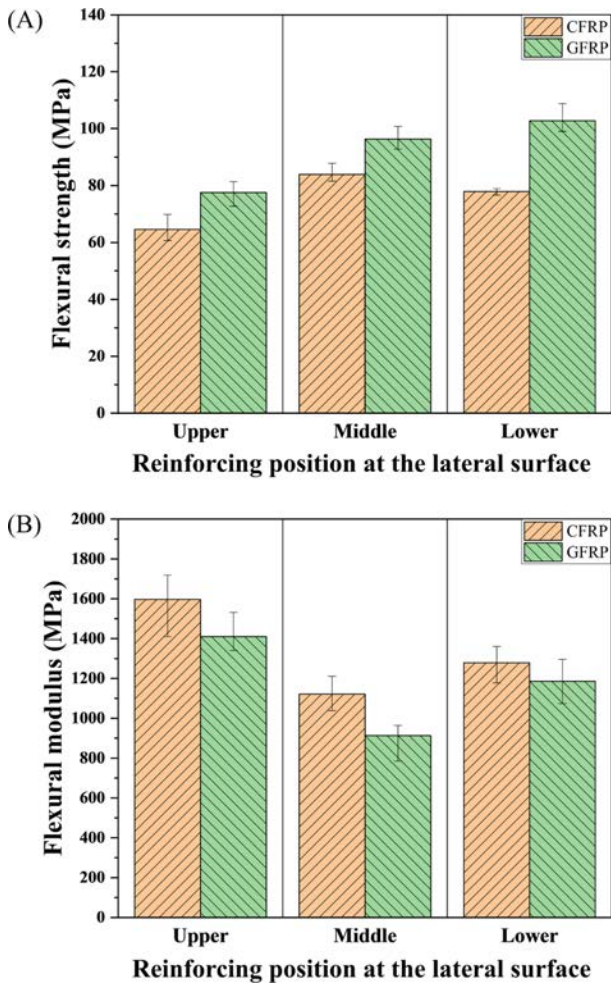 (A)
140
120
100
80
60
40
20
0
Flexural strength (MPa)
CFRP
GFRP
Upper Middle Lower
Reinforcing position at the lateral surface
(B)
2000
1800
1600
1400
1200
1000
800
600
400
200
0
Flexural modulus (MPa)
CFRP
GFRP
Upper Middle Lower
Reinforcing position at the lateral surface